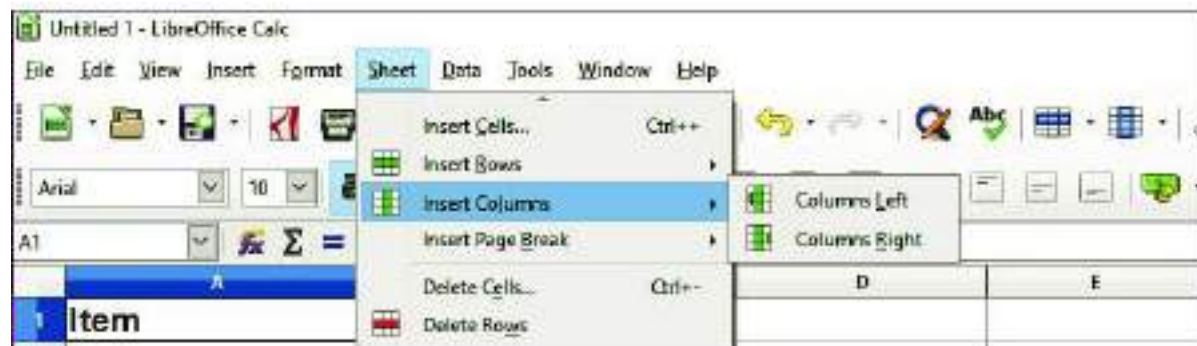 Untitled 1 - LibreOffice Calc
File Edit View Insert Format Sheet Data Tools Window Help
Insert Cells... Ctrl++
Abc
Insert Rows
Arial 10
Insert Columns
Columns Left
A1
Insert Page Break
Columns Right
A D E
Delete Cells... Ctrl+-
1 Item
Delete Rows